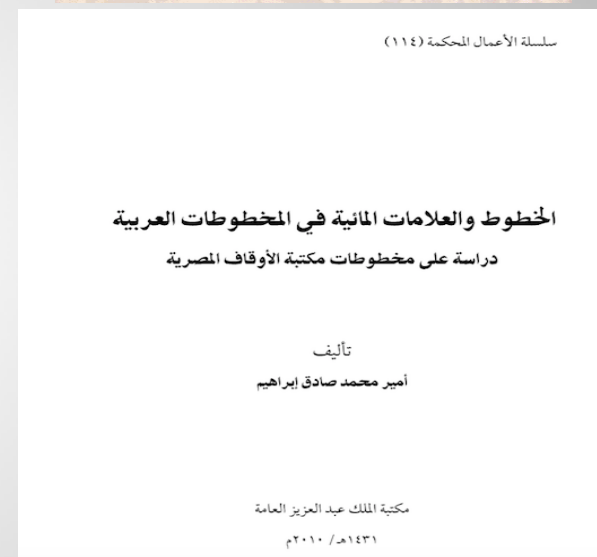 سلسلة الأعمال المحكمة (١١٤)
الخطوط والعلامات المائية في المخطوطات العربية
دراسة على مخطوطات مكتبة الأوقاف المصرية
تأليف
أمير محمد صادق إبراهيم
مكتبة الملك عبد العزيز العامة
١٤٣١هـ/ ٢٠١٠م